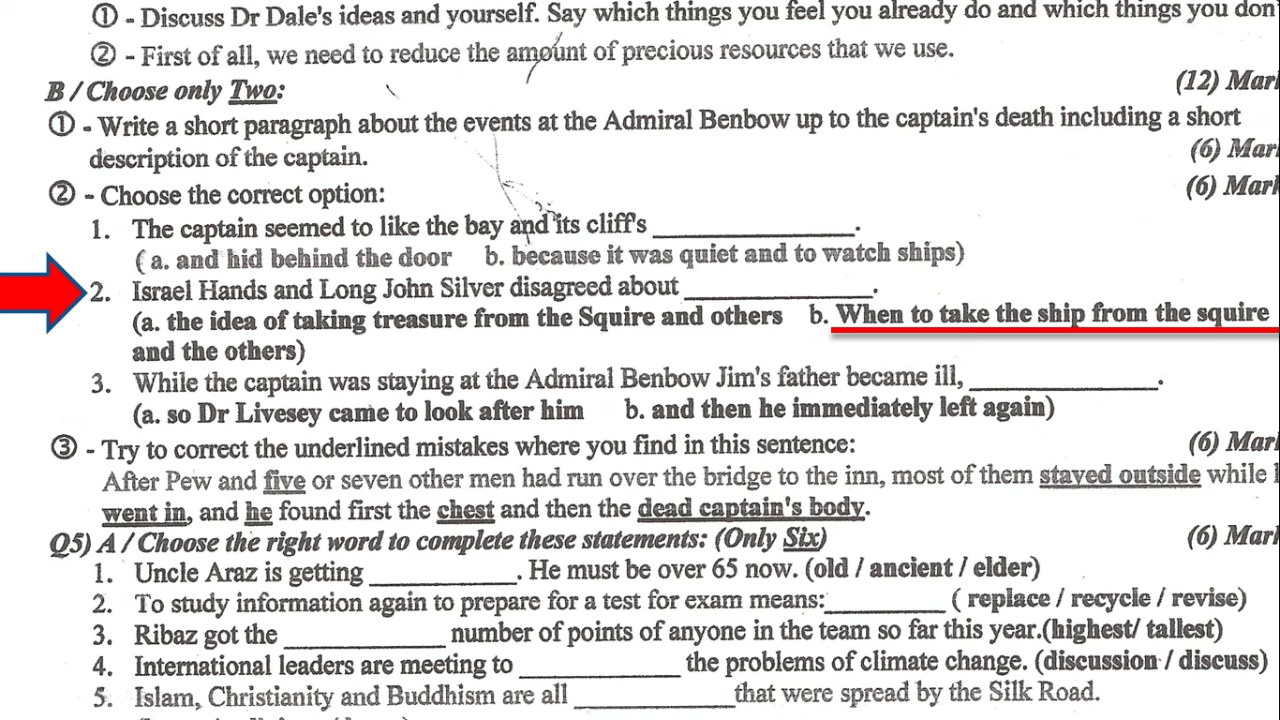 ① - Discuss Dr Dale's ideas and yourself. Say which things you feel you already do and which things you don'
② - First of all, we need to reduce the amount of precious resources that we use.
B / Choose only Two: (12) Mar
① - Write a short paragraph about the events at the Admiral Benbow up to the captain's death including a short
description of the captain. (6) Mar
② - Choose the correct option: (6) Mar
1. The captain seemed to like the bay and its cliff's ______________.
( a. and hid behind the door b. because it was quiet and to watch ships)
2. Israel Hands and Long John Silver disagreed about ______________.
(a. the idea of taking treasure from the Squire and others b. When to take the ship from the squire
and the others)
3. While the captain was staying at the Admiral Benbow Jim's father became ill, ______________.
(a. so Dr Livesey came to look after him b. and then he immediately left again)
③ - Try to correct the underlined mistakes where you find in this sentence: (6) Mar
After Pew and five or seven other men had run over the bridge to the inn, most of them stayed outside while
went in, and he found first the chest and then the dead captain's body.
Q5) A / Choose the right word to complete these statements: (Only Six) (6) Mar
1. Uncle Araz is getting __________. He must be over 65 now. (old / ancient / elder)
2. To study information again to prepare for a test for exam means:________ ( replace / recycle / revise)
3. Ribaz got the ___________ number of points of anyone in the team so far this year.(highest/ tallest)
4. International leaders are meeting to ___________ the problems of climate change. (discussion / discuss)
5. Islam, Christianity and Buddhism are all ___________that were spread by the Silk Road.